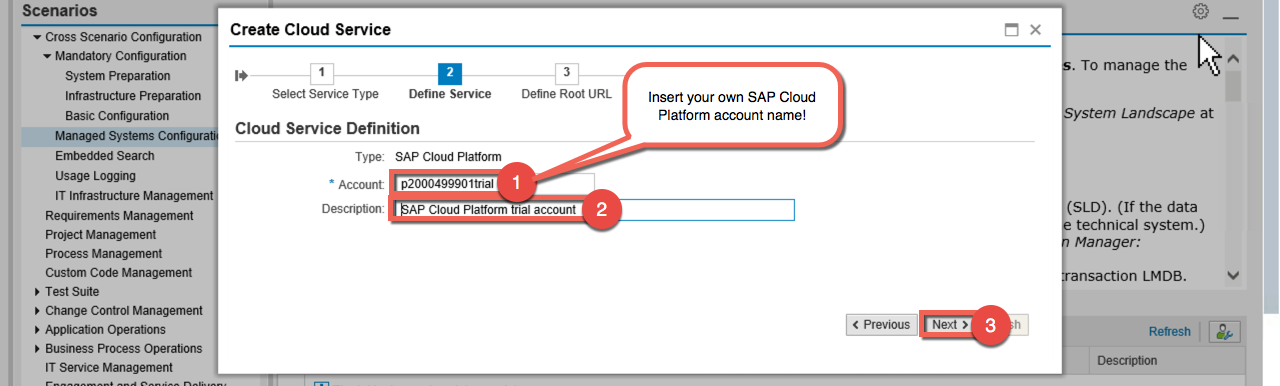 Scenarios
Cross Scenario Configuration
Mandatory Configuration
System Preparation
Infrastructure Preparation
Basic Configuration
Managed Systems Configurati
Embedded Search
Usage Logging
IT Infrastructure Management
Requirements Management
Project Management
Process Management
Custom Code Management
Test Suite
Change Control Management
Application Operations
Business Process Operations
IT Service Management
Engagement and Service Delivery
Create Cloud Service
1
2
3
Select Service Type
Define Service
Define Root URL
Insert your own SAP Cloud
Platform account name!
Cloud Service Definition
Type: SAP Cloud Platform
* Account: p2000499901trial
1
Description: SAP Cloud Platform trial account
2
Previous
Next
3
sh
s. To manage the
System Landscape at
(SLD). (If the data
e technical system.)
n Manager:
transaction LMDB.
Refresh
Description